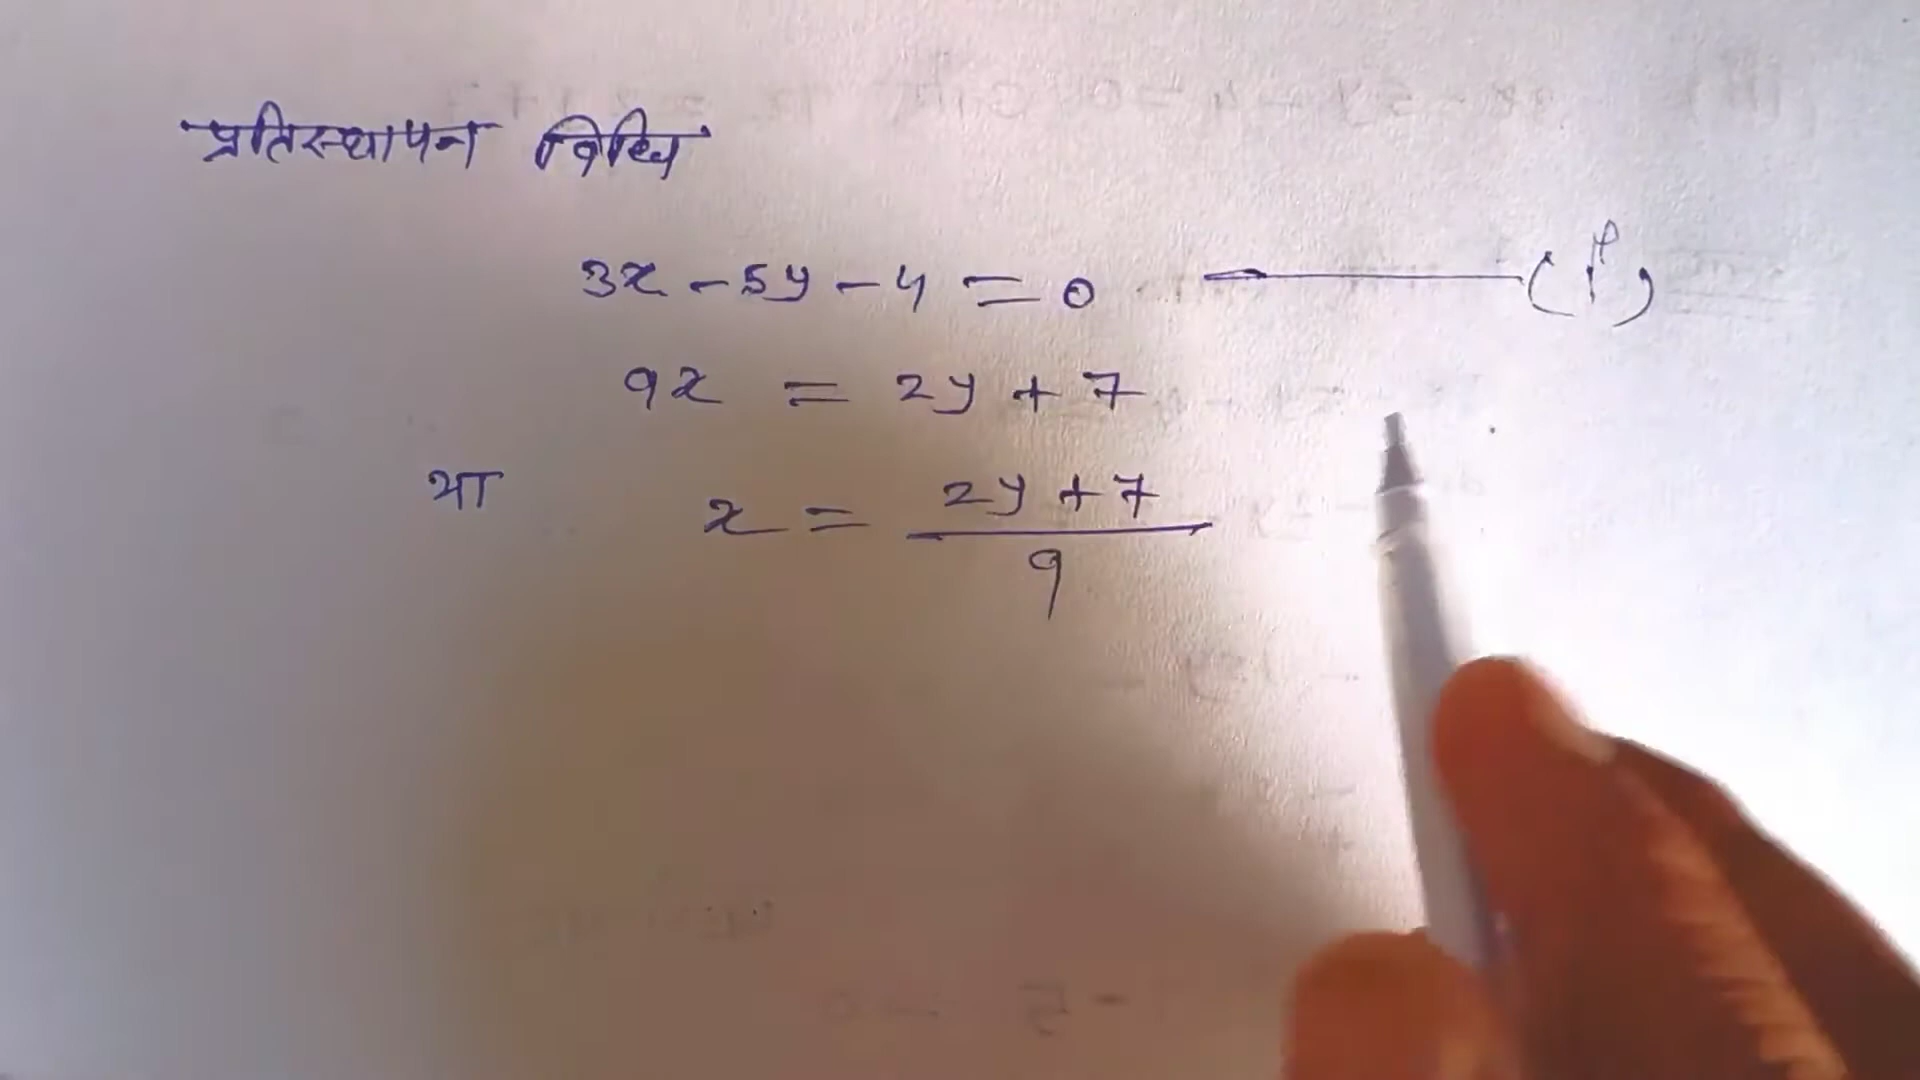 प्रतिस्थापन विधि
3x - 5y - 4 = 0 (i)
9x = 2y + 7
या x = 2y + 7 / 9